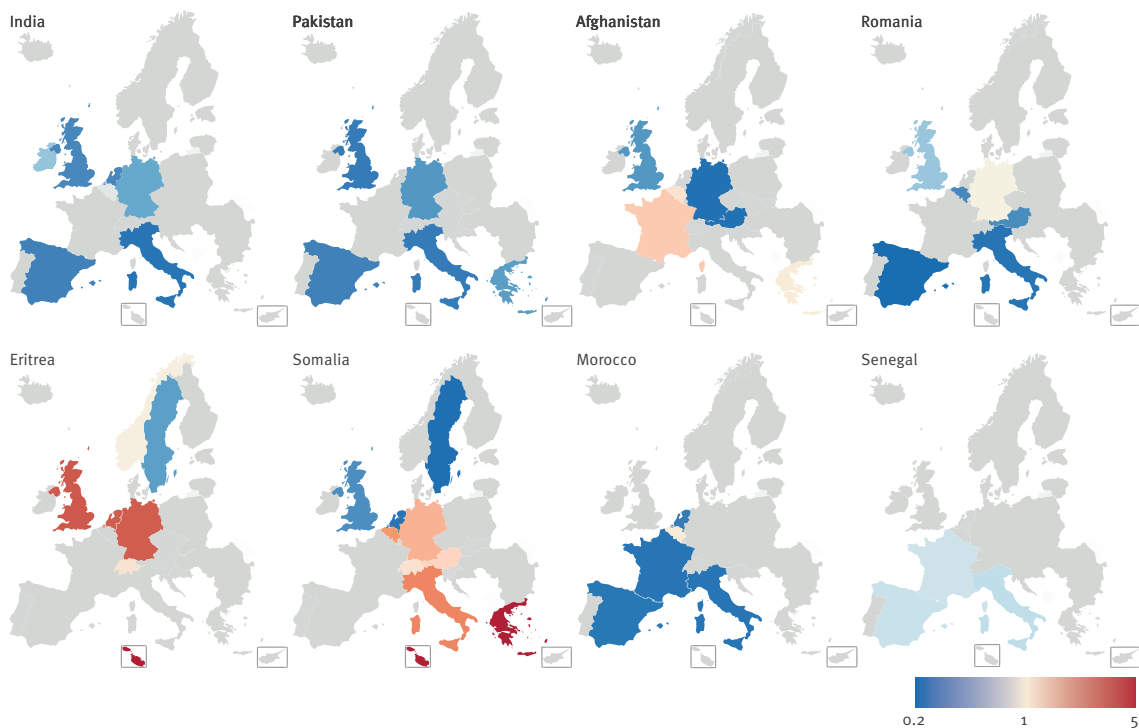 India
Pakistan
Afghanistan
Romania
Eritrea
Somalia
Morocco
Senegal
0.2
1
5